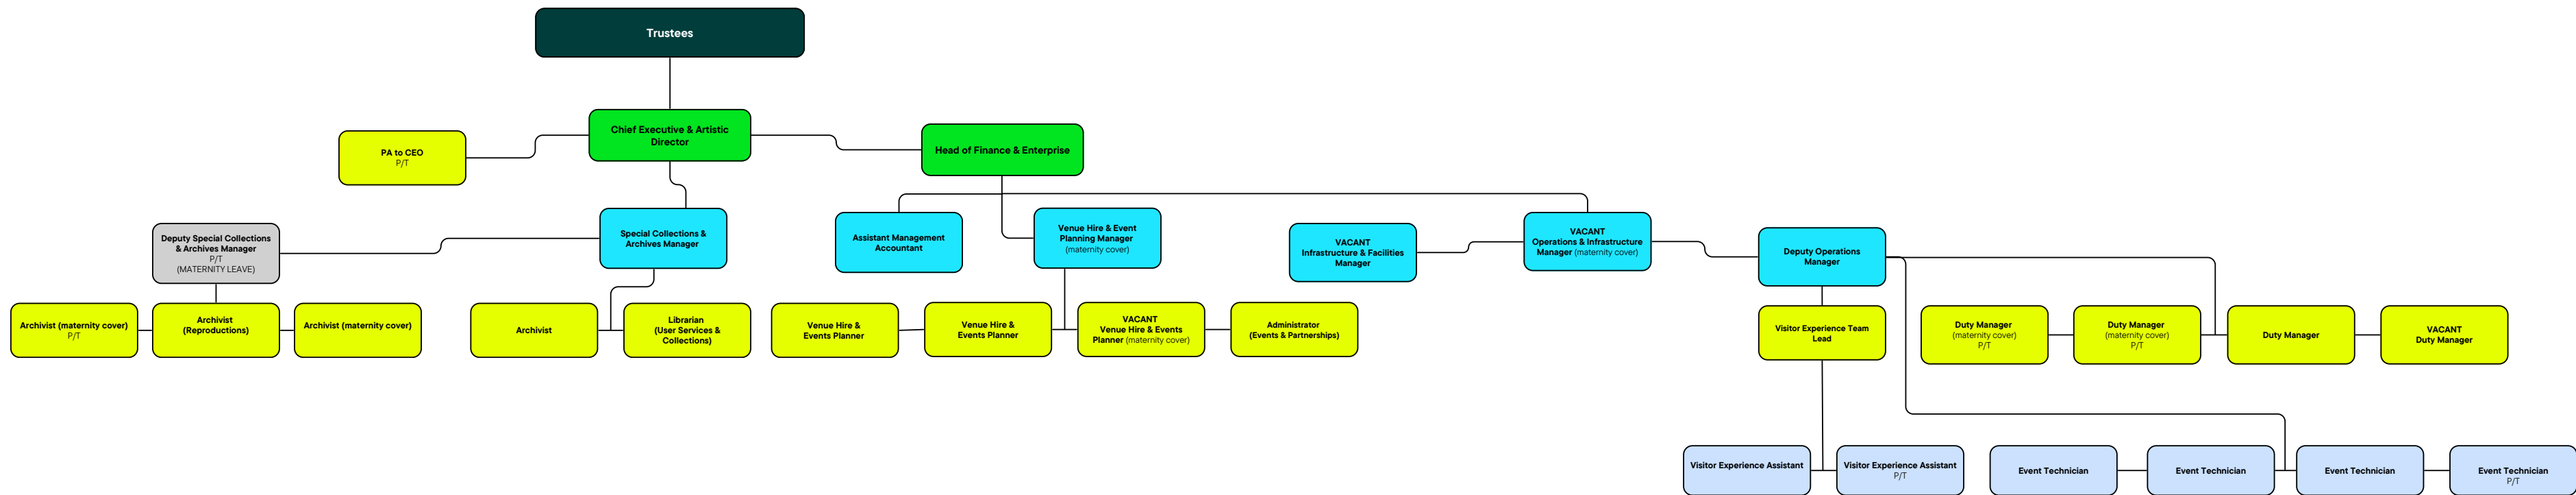 Trustees
Chief Executive & Artistic
Director
Head of Finance & Enterprise
PA to CEO
P/T
Special Collections &
Archives Manager
Deputy Special Collections
& Archives Manager
P/T
(MATERNITY LEAVE)
Assistant Management
Accountant
Venue Hire & Event
Planning Manager
(maternity cover)
VACANT
Infrastructure & Facilities
Manager
VACANT
Operations & Infrastructure
Manager (maternity cover)
Deputy Operations
Manager
Archivist (maternity cover)
P/T
Archivist
(Reproductions)
Archivist (maternity cover)
Archivist
Librarian
(User Services &
Collections)
Venue Hire &
Events Planner
Venue Hire &
Events Planner
VACANT
Venue Hire & Events
Planner (maternity cover)
Administrator
(Events & Partnerships)
Visitor Experience Team
Lead
Duty Manager
(maternity cover)
P/T
Duty Manager
(maternity cover)
P/T
Duty Manager
VACANT
Duty Manager
Visitor Experience Assistant
Visitor Experience Assistant
P/T
Event Technician
Event Technician
Event Technician
Event Technician
P/T